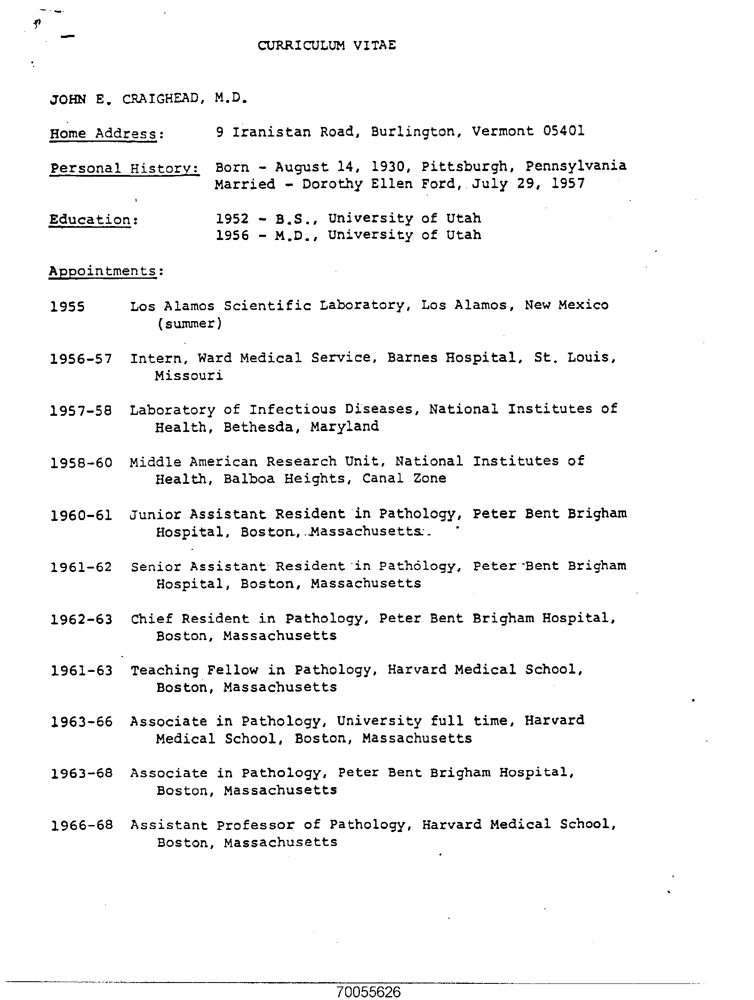 CURRICULUM VITAE
JOHN E. CRAIGHEAD, M.D.
Home Address: 9 Iranistan Road, Burlington, Vermont 05401
Personal History: Born - August 14, 1930, Pittsburgh, Pennsylvania
Married - Dorothy Ellen Ford, July 29, 1957
Education: 1952 - B.S., University of Utah
1956 - M.D., University of Utah
Appointments:
1955 Los Alamos Scientific Laboratory, Los Alamos, New Mexico
(summer)
1956-57 Intern, Ward Medical Service, Barnes Hospital, St. Louis,
Missouri
1957-58 Laboratory of Infectious Diseases, National Institutes of
Health, Bethesda, Maryland
1958-60 Middle American Research Unit, National Institutes of
Health, Balboa Heights, Canal Zone
1960-61 Junior Assistant Resident in Pathology, Peter Bent Brigham
Hospital, Boston, Massachusetts.
1961-62 Senior Assistant Resident in Pathology, Peter Bent Brigham
Hospital, Boston, Massachusetts
1962-63 Chief Resident in Pathology, Peter Bent Brigham Hospital,
Boston, Massachusetts
1961-63 Teaching Fellow in Pathology, Harvard Medical School,
Boston, Massachusetts
1963-66 Associate in Pathology, University full time, Harvard
Medical School, Boston, Massachusetts
1963-68 Associate in Pathology, Peter Bent Brigham Hospital,
Boston, Massachusetts
1966-68 Assistant Professor of Pathology, Harvard Medical School,
Boston, Massachusetts
70055626